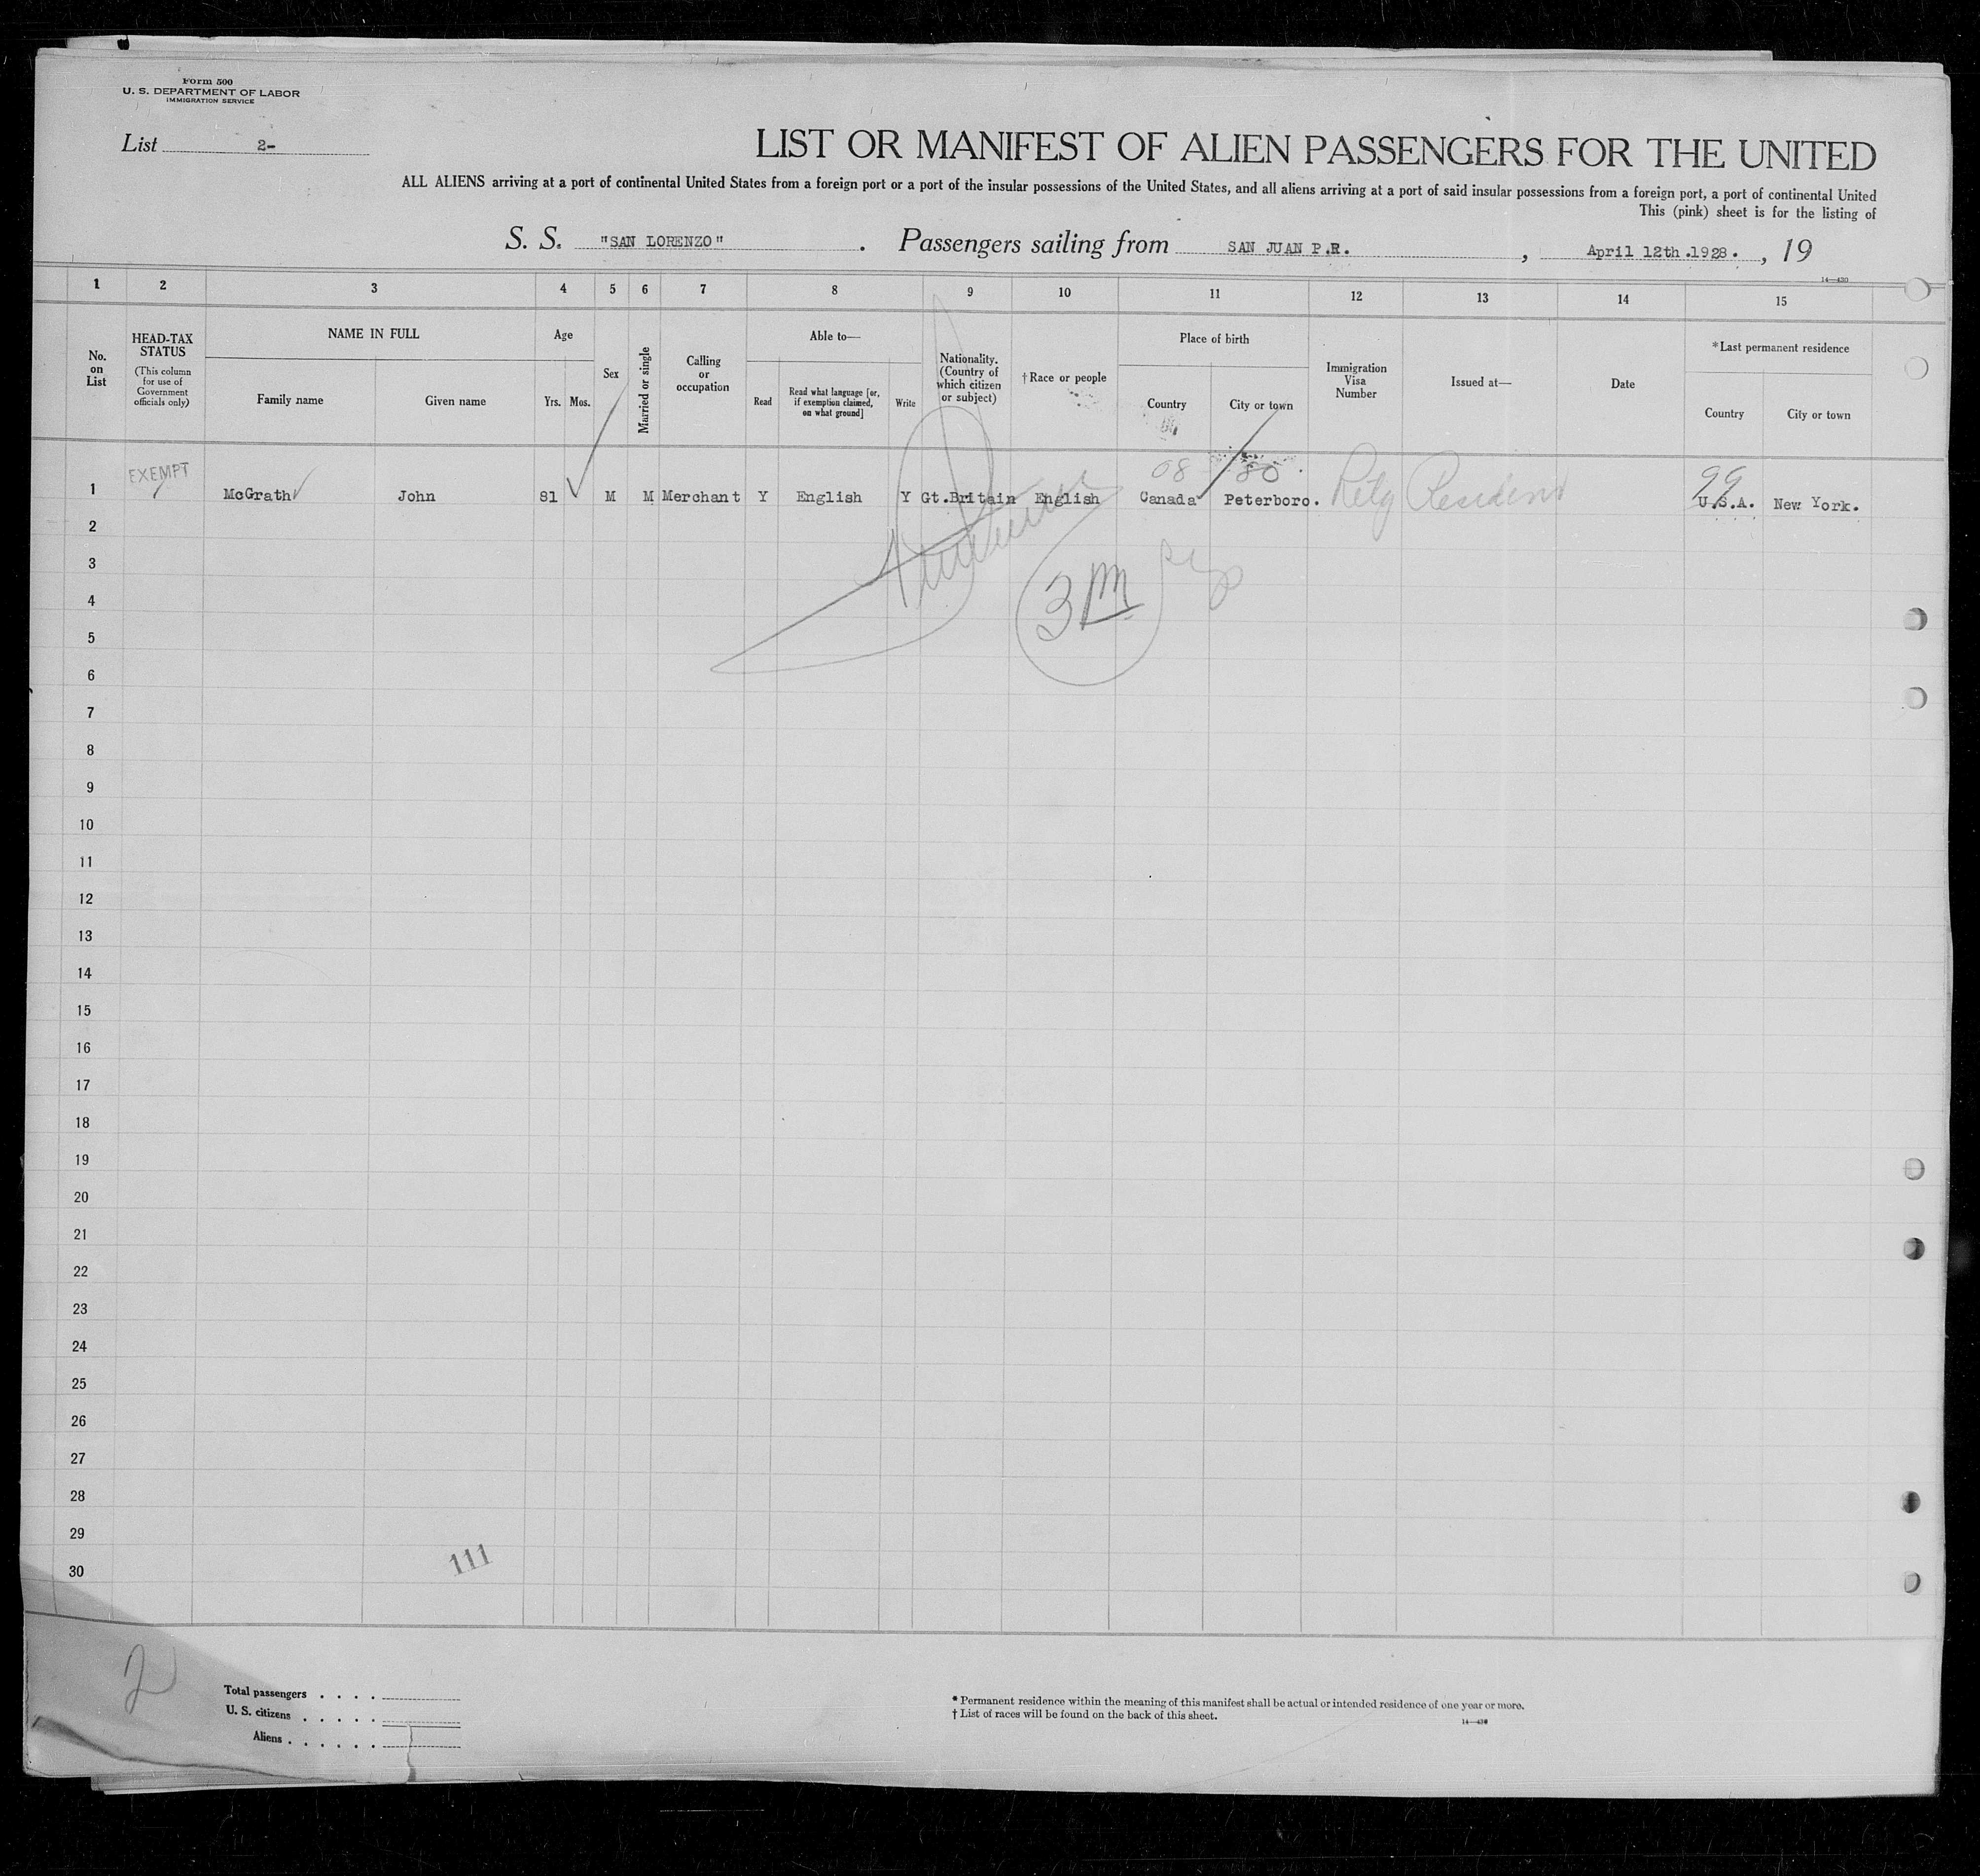 Form 500
U. S. DEPARTMENT OF LABOR
IMMIGRATION SERVICE
List 2-
LIST OR MANIFEST OF ALIEN PASSENGERS FOR THE UNITED
ALL ALIENS arriving at a port of continental United States from a foreign port or a port of the insular possessions of the United States, and all aliens arriving at a port of said insular possessions from a foreign port, a port of continental United
This (pink) sheet is for the listing of
S. S. "SAN LORENZO" . Passengers sailing from SAN JUAN P.R. , April 12th.1928. , 19
14—430
1 2 3 4 5 6 7 8 9 10 11 12 13 14 15
No. on List
HEAD-TAX STATUS
(This column for use of Government officials only)
NAME IN FULL
Family name
Given name
Age
Yrs. Mos.
Sex
Married or single
Calling or occupation
Able to—
Read
Read what language [or, if exemption claimed, on what ground]
Write
Nationality. (Country of which citizen or subject)
†Race or people
Place of birth
Country
City or town
Immigration Visa Number
Issued at—
Date
*Last permanent residence
Country
City or town
EXEMPT
08 80
99
1 McGrath John 81 M M Merchant Y English Y Gt.Britain English Canada Peterboro. Retg Resident U.S.A. New York.
2
3
3 M
4
5
6
7
8
9
10
11
12
13
14
15
16
17
18
19
20
21
22
23
24
25
26
27
28
29
111
30
2
Total passengers . . . .
U. S. citizens . . . . .
Aliens . . . . . .
* Permanent residence within the meaning of this manifest shall be actual or intended residence of one year or more.
† List of races will be found on the back of this sheet.
14—430